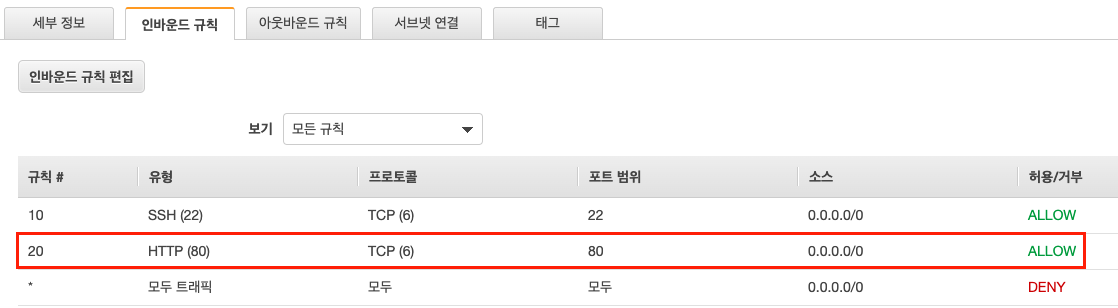 세부 정보 인바운드 규칙 아웃바운드 규칙 서브넷 연결 태그
인바운드 규칙 편집
보기 모든 규칙
규칙 # 유형 프로토콜 포트 범위 소스 허용/거부
10 SSH (22) TCP (6) 22 0.0.0.0/0 ALLOW
20 HTTP (80) TCP (6) 80 0.0.0.0/0 ALLOW
* 모두 트래픽 모두 모두 0.0.0.0/0 DENY